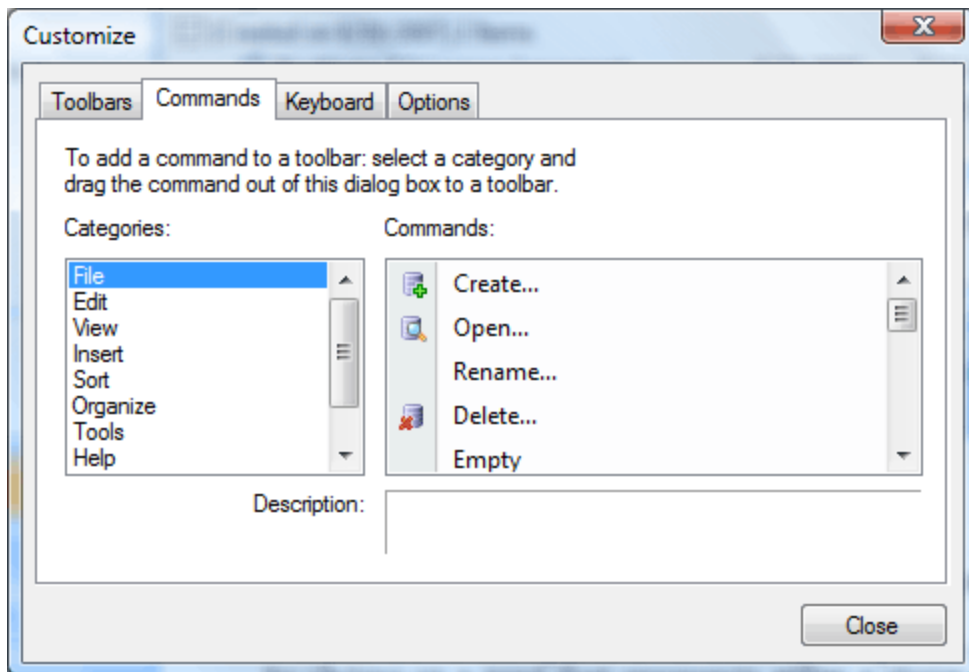 Customize
Toolbars Commands Keyboard Options
To add a command to a toolbar: select a category and
drag the command out of this dialog box to a toolbar.
Categories: Commands:
File
Edit
View
Insert
Sort
Organize
Tools
Help
Create...
Open...
Rename...
Delete...
Empty
Description:
Close